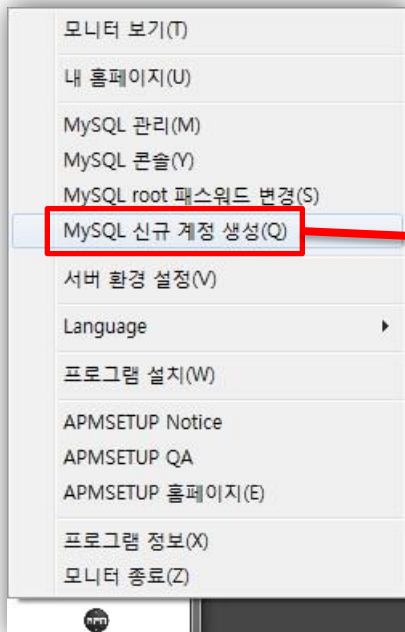 모니터 보기(T)
내 홈페이지(U)
MySQL 관리(M)
MySQL 콘솔(Y)
MySQL root 패스워드 변경(S)
MySQL 신규 계정 생성(Q)
서버 환경 설정(V)
Language
프로그램 설치(W)
APMSETUP Notice
APMSETUP QA
APMSETUP 홈페이지(E)
프로그램 정보(X)
모니터 종료(Z)
APM